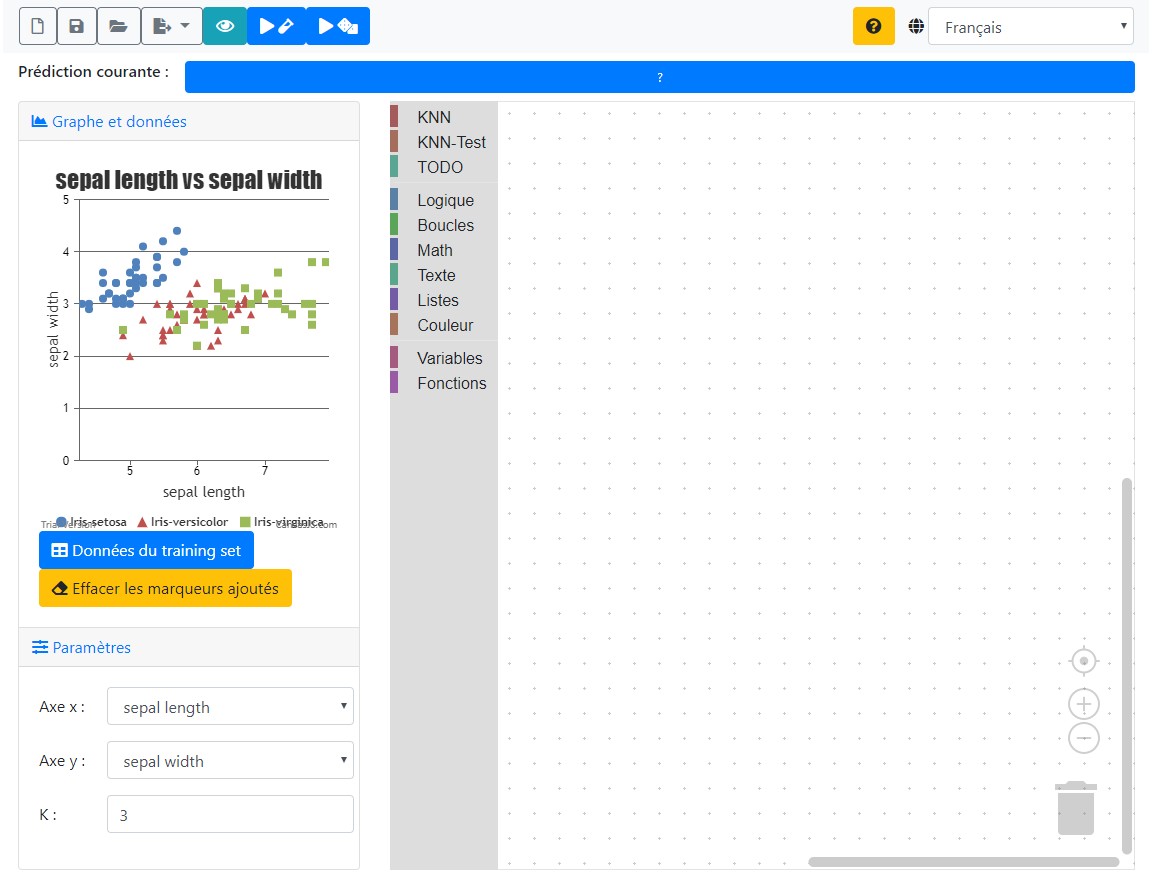 Français
Prédiction courante :
?
Graphe et données
sepal length vs sepal width
5
4
3
2
1
0
sepal width
5 6 7
sepal length
Iris-setosa Iris-versicolor Iris-virginica
Trial Version CanvasJS.com
Données du training set
Effacer les marqueurs ajoutés
Paramètres
Axe x : sepal length
Axe y : sepal width
K : 3
KNN
KNN-Test
TODO
Logique
Boucles
Math
Texte
Listes
Couleur
Variables
Fonctions